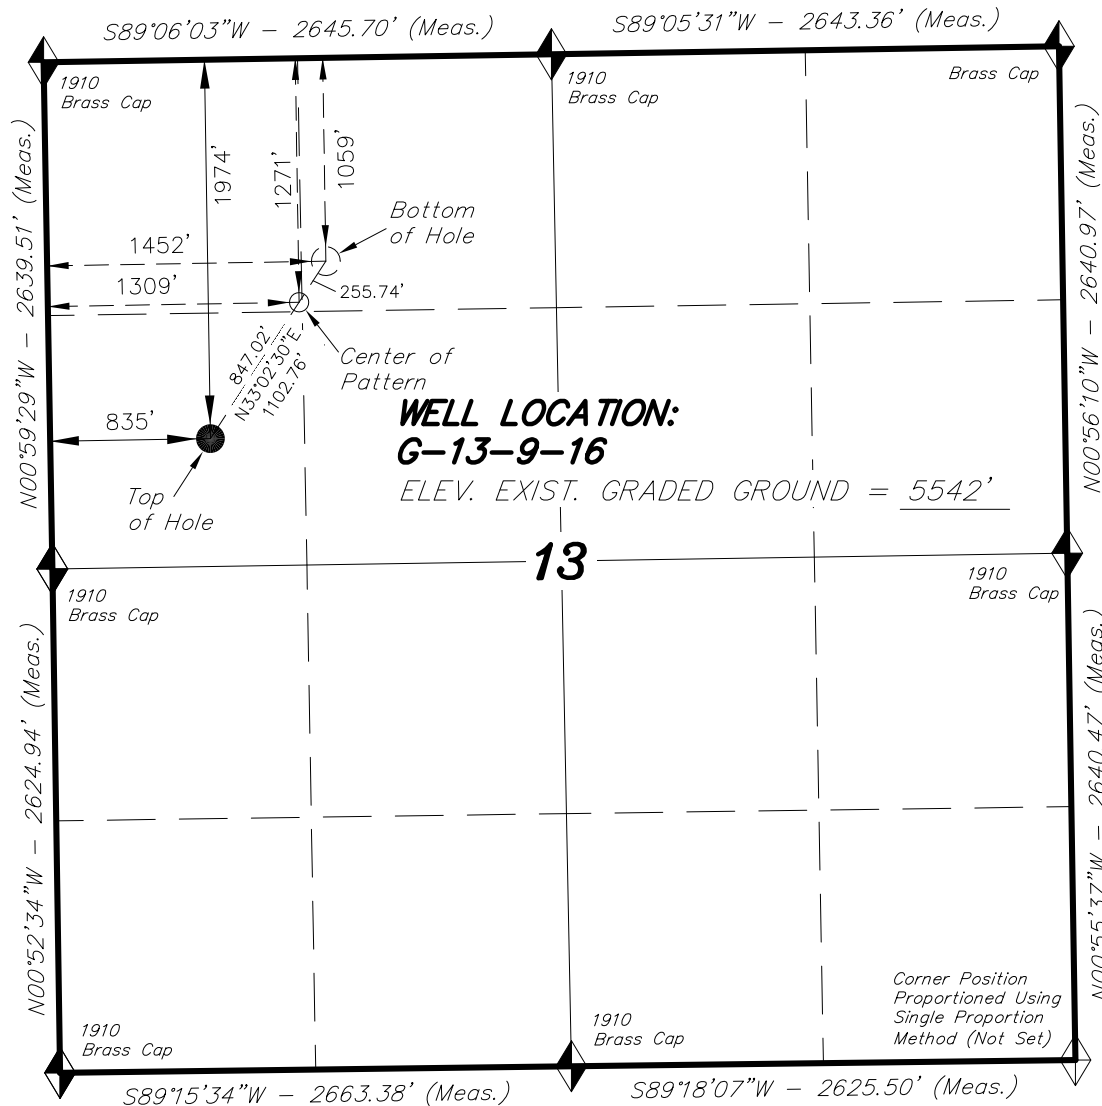 S89°06'03"W - 2645.70' (Meas.)
S89°05'31"W - 2643.36' (Meas.)
1910
Brass Cap
1910
Brass Cap
Brass Cap
N00°59'29"W - 2639.51' (Meas.)
N00°56'10"W - 2640.97' (Meas.)
1974'
1271'
1059'
Bottom
of Hole
1452'
1309'
255.74'
Center of
Pattern
847.02'
N33°02'30"E
1102.76'
835'
Top
of Hole
WELL LOCATION:
G-13-9-16
ELEV. EXIST. GRADED GROUND = 5542'
13
1910
Brass Cap
1910
Brass Cap
N00°52'34"W - 2624.94' (Meas.)
N00°55'37"W - 2640.47' (Meas.)
Corner Position
Proportioned Using
Single Proportion
Method (Not Set)
1910
Brass Cap
1910
Brass Cap
S89°15'34"W - 2663.38' (Meas.)
S89°18'07"W - 2625.50' (Meas.)